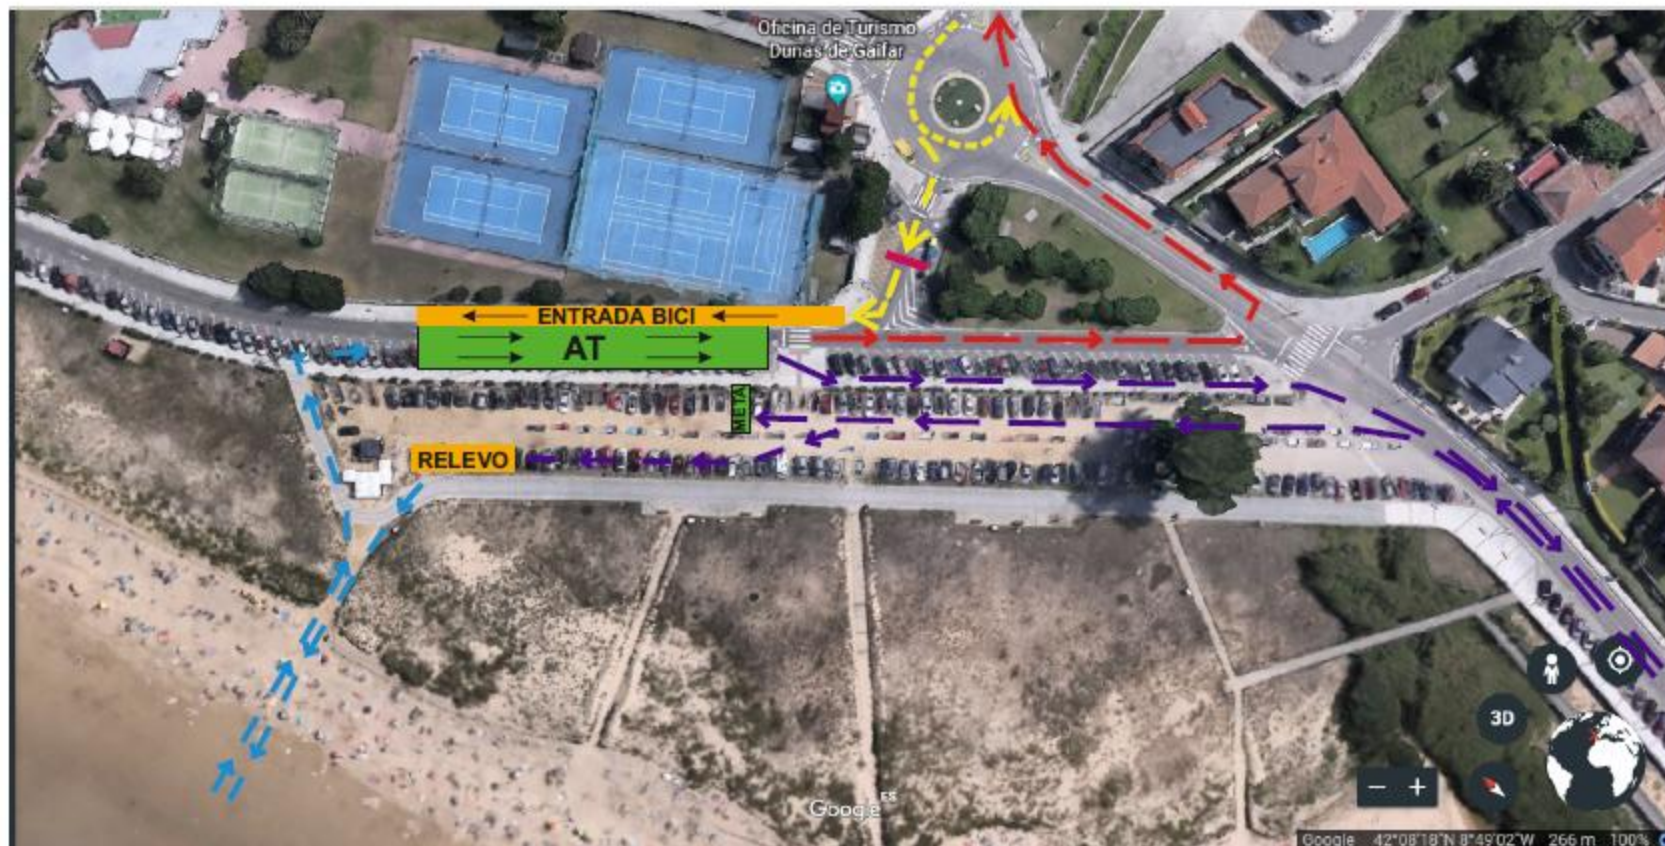 Oficina de Turismo
Dunas de Gaifar
ENTRADA BICI
AT
META
RELEVO
3D
− +
Google ES
Google 42°08'18"N 8°49'02"W 266 m 100%